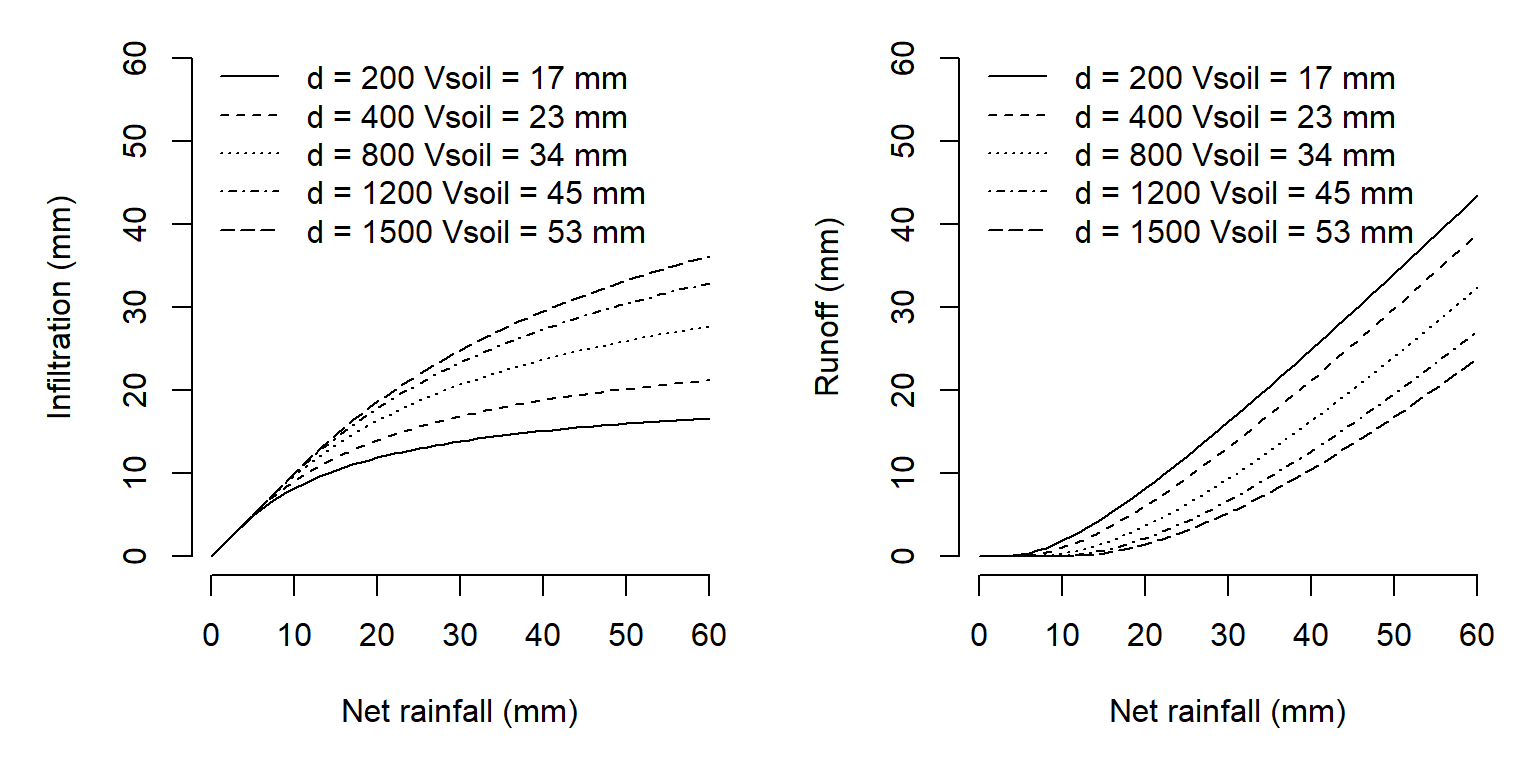 d = 200 Vsoil = 17 mm
d = 400 Vsoil = 23 mm
d = 800 Vsoil = 34 mm
d = 1200 Vsoil = 45 mm
d = 1500 Vsoil = 53 mm
Infiltration (mm)
60
50
40
30
20
10
0
0 10 20 30 40 50 60
Net rainfall (mm)
d = 200 Vsoil = 17 mm
d = 400 Vsoil = 23 mm
d = 800 Vsoil = 34 mm
d = 1200 Vsoil = 45 mm
d = 1500 Vsoil = 53 mm
Runoff (mm)
60
50
40
30
20
10
0
0 10 20 30 40 50 60
Net rainfall (mm)